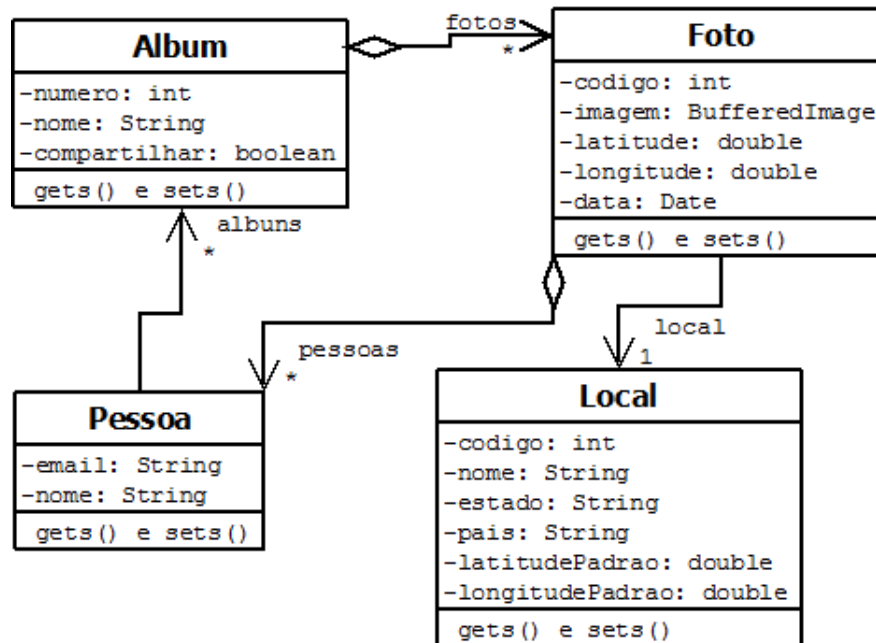 Album
-numero: int
-nome: String
-compartilhar: boolean
gets() e sets()
fotos
*
Foto
-codigo: int
-imagem: BufferedImage
-latitude: double
-longitude: double
-data: Date
gets() e sets()
albuns
*
pessoas
*
local
1
Pessoa
-email: String
-nome: String
gets() e sets()
Local
-codigo: int
-nome: String
-estado: String
-pais: String
-latitudePadrao: double
-longitudePadrao: double
gets() e sets()